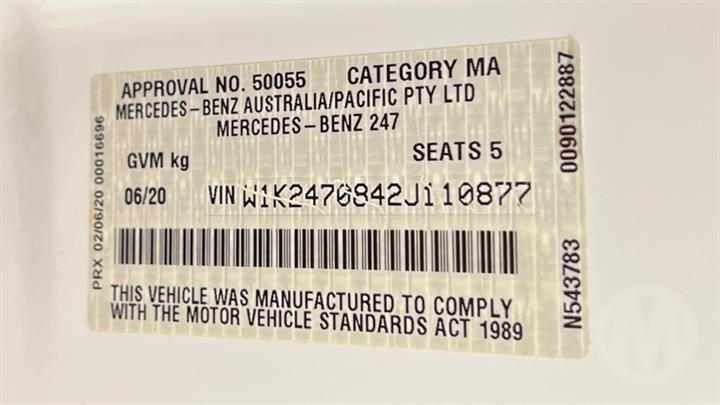 APPROVAL NO. 50055 CATEGORY MA
MERCEDES-BENZ AUSTRALIA/PACIFIC PTY LTD
MERCEDES-BENZ 247
GVM kg SEATS 5
06/20 VIN W1K2470842J110877
THIS VEHICLE WAS MANUFACTURED TO COMPLY
WITH THE MOTOR VEHICLE STANDARDS ACT 1989
PRX 02/06/20 00016696
N543783 0090122887